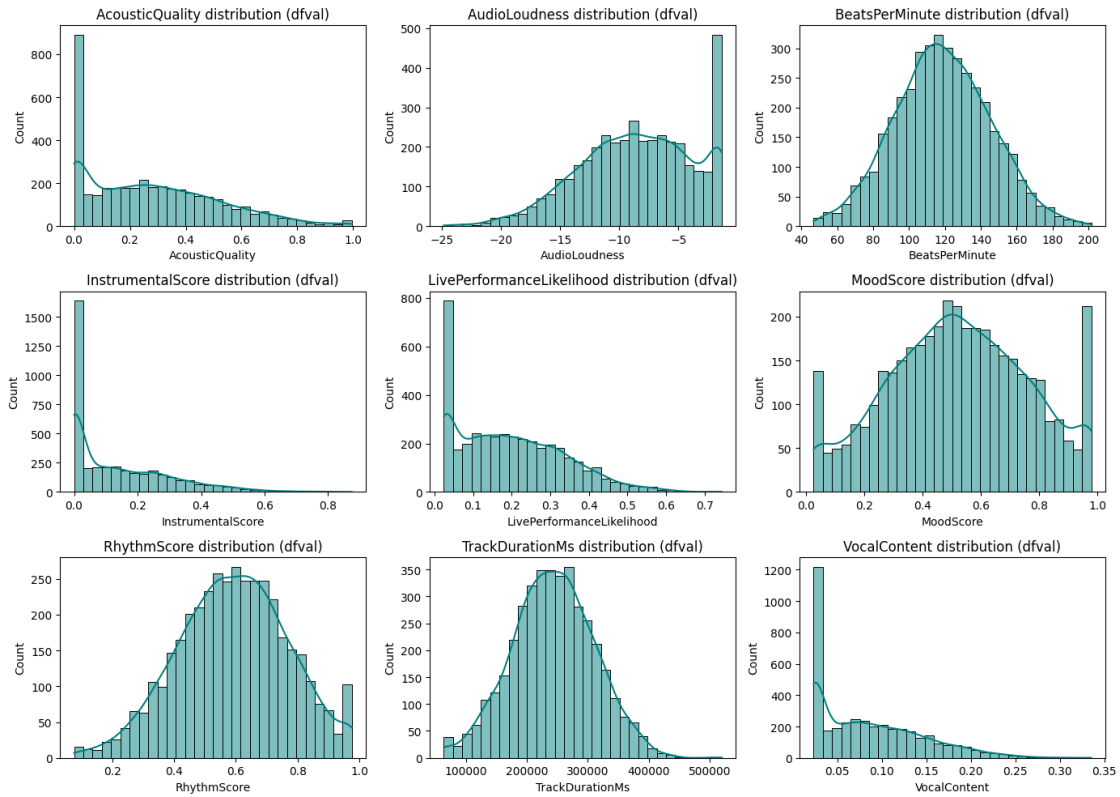 AcousticQuality distribution (dfval)
Count
800
600
400
200
0
0.0 0.2 0.4 0.6 0.8 1.0
AcousticQuality
AudioLoudness distribution (dfval)
Count
500
400
300
200
100
0
−25 −20 −15 −10 −5
AudioLoudness
BeatsPerMinute distribution (dfval)
Count
300
250
200
150
100
50
0
40 60 80 100 120 140 160 180 200
BeatsPerMinute
InstrumentalScore distribution (dfval)
Count
1500
1250
1000
750
500
250
0
0.0 0.2 0.4 0.6 0.8
InstrumentalScore
LivePerformanceLikelihood distribution (dfval)
Count
800
600
400
200
0
0.0 0.1 0.2 0.3 0.4 0.5 0.6 0.7
LivePerformanceLikelihood
MoodScore distribution (dfval)
Count
200
150
100
50
0
0.0 0.2 0.4 0.6 0.8 1.0
MoodScore
RhythmScore distribution (dfval)
Count
250
200
150
100
50
0
0.2 0.4 0.6 0.8 1.0
RhythmScore
TrackDurationMs distribution (dfval)
Count
350
300
250
200
150
100
50
0
100000 200000 300000 400000 500000
TrackDurationMs
VocalContent distribution (dfval)
Count
1200
1000
800
600
400
200
0
0.05 0.10 0.15 0.20 0.25 0.30 0.35
VocalContent